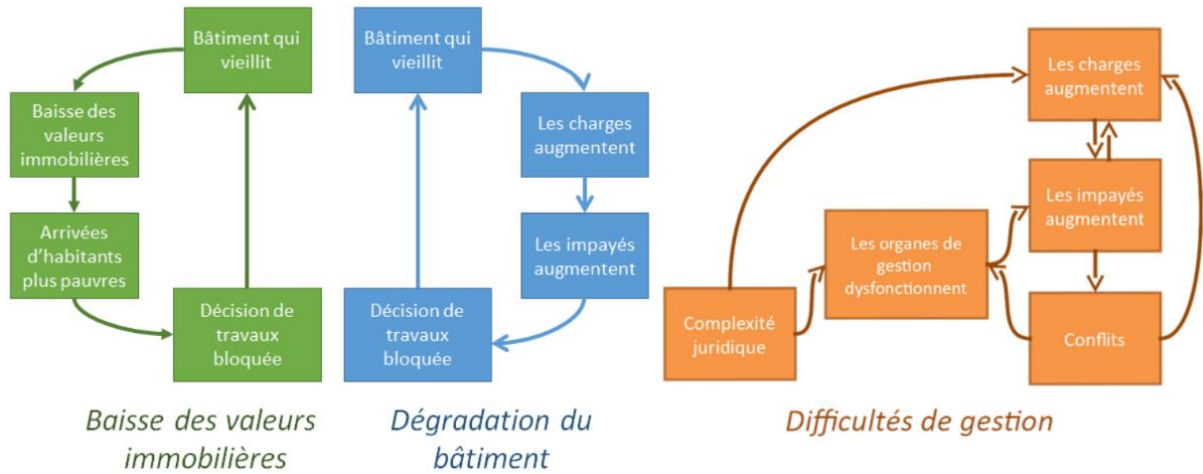 Bâtiment qui
vieillit
Baisse des
valeurs
immobilières
Arrivées
d'habitants
plus pauvres
Décision de
travaux
bloquée
Baisse des valeurs
immobilières
Bâtiment qui
vieillit
Les charges
augmentent
Les impayés
augmentent
Décision de
travaux
bloquée
Dégradation du
bâtiment
Les charges
augmentent
Les impayés
augmentent
Les organes de
gestion
dysfonctionnent
Complexité
juridique
Conflits
Difficultés de gestion